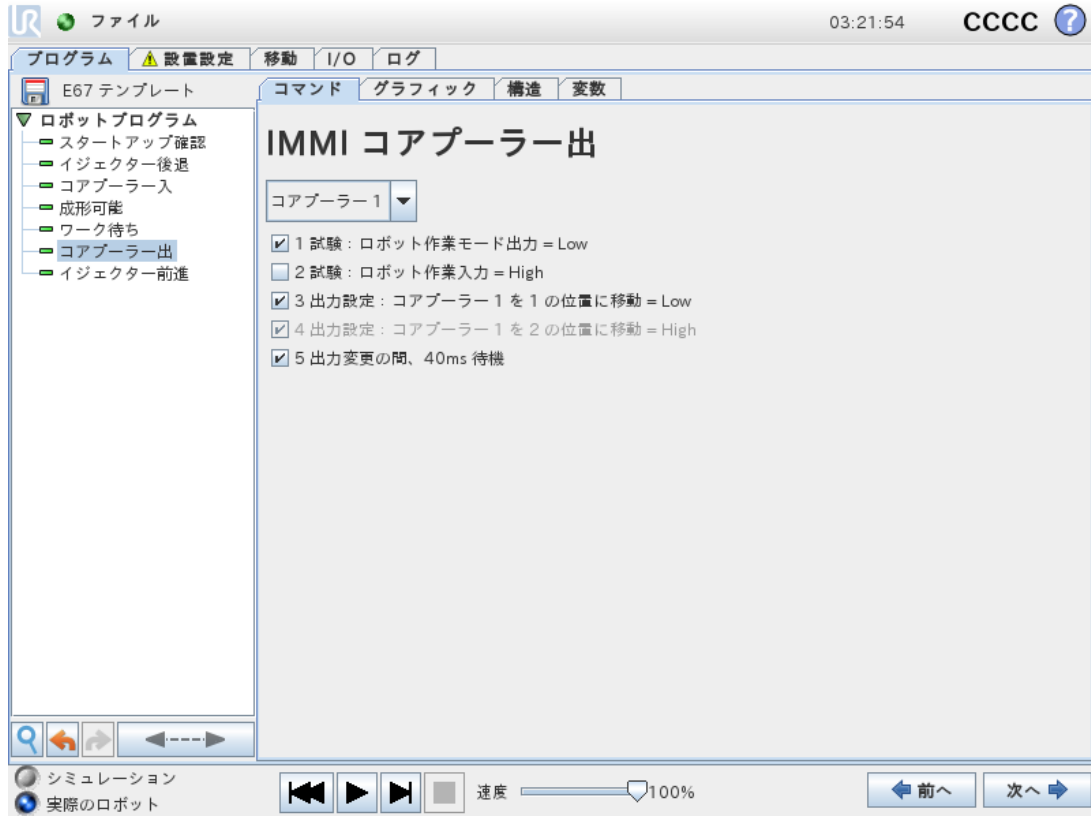 UR ファイル 03:21:54 CCCC ?
プログラム 設置設定 移動 I/O ログ
E67 テンプレート
コマンド グラフィック 構造 変数
ロボットプログラム
スタートアップ確認
イジェクター後退
コアプーラー入
成形可能
ワーク待ち
コアプーラー出
イジェクター前進
IMMI コアプーラー出
コアプーラー 1
1 試験：ロボット作業モード出力 = Low
2 試験：ロボット作業入力 = High
3 出力設定：コアプーラー 1 を 1 の位置に移動 = Low
4 出力設定：コアプーラー 1 を 2 の位置に移動 = High
5 出力変更の間、40ms 待機
シミュレーション
実際のロボット
速度 100%
前へ 次へ